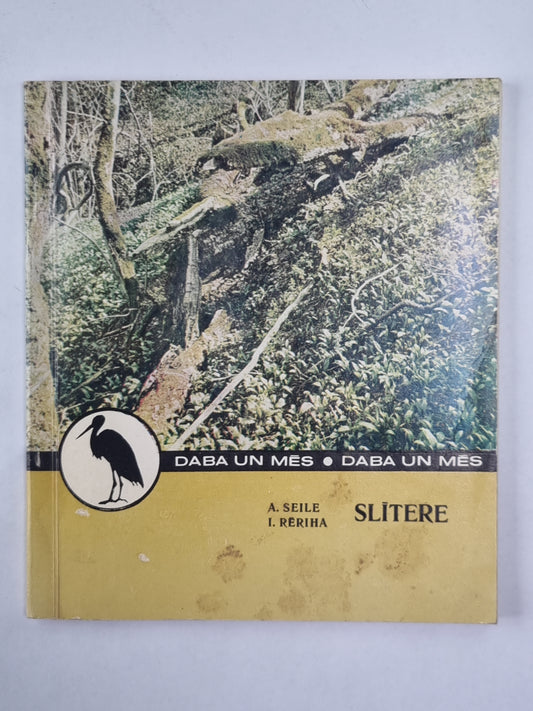 DABA UN MĒS ● DABA UN MĒS
A. SEILE
I. RĒRIHA
SLĪTERE